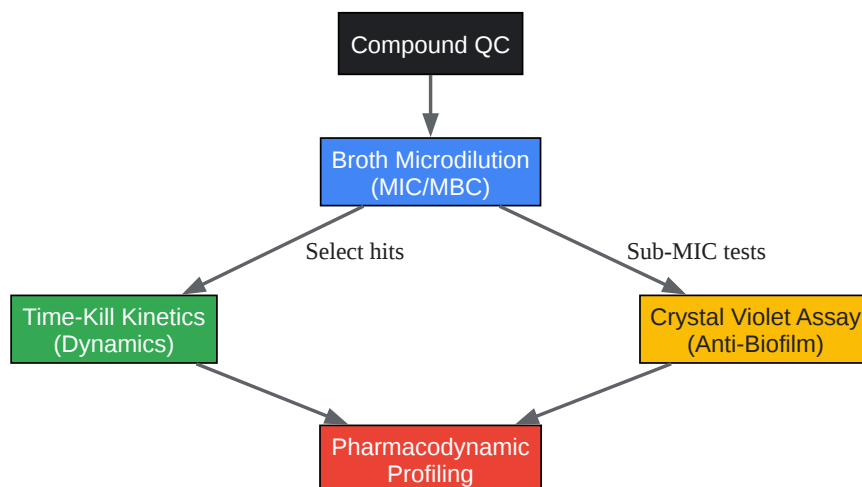 Compound QC
Broth Microdilution
(MIC/MBC)
Select hits
Sub-MIC tests
Time-Kill Kinetics
(Dynamics)
Crystal Violet Assay
(Anti-Biofilm)
Pharmacodynamic
Profiling